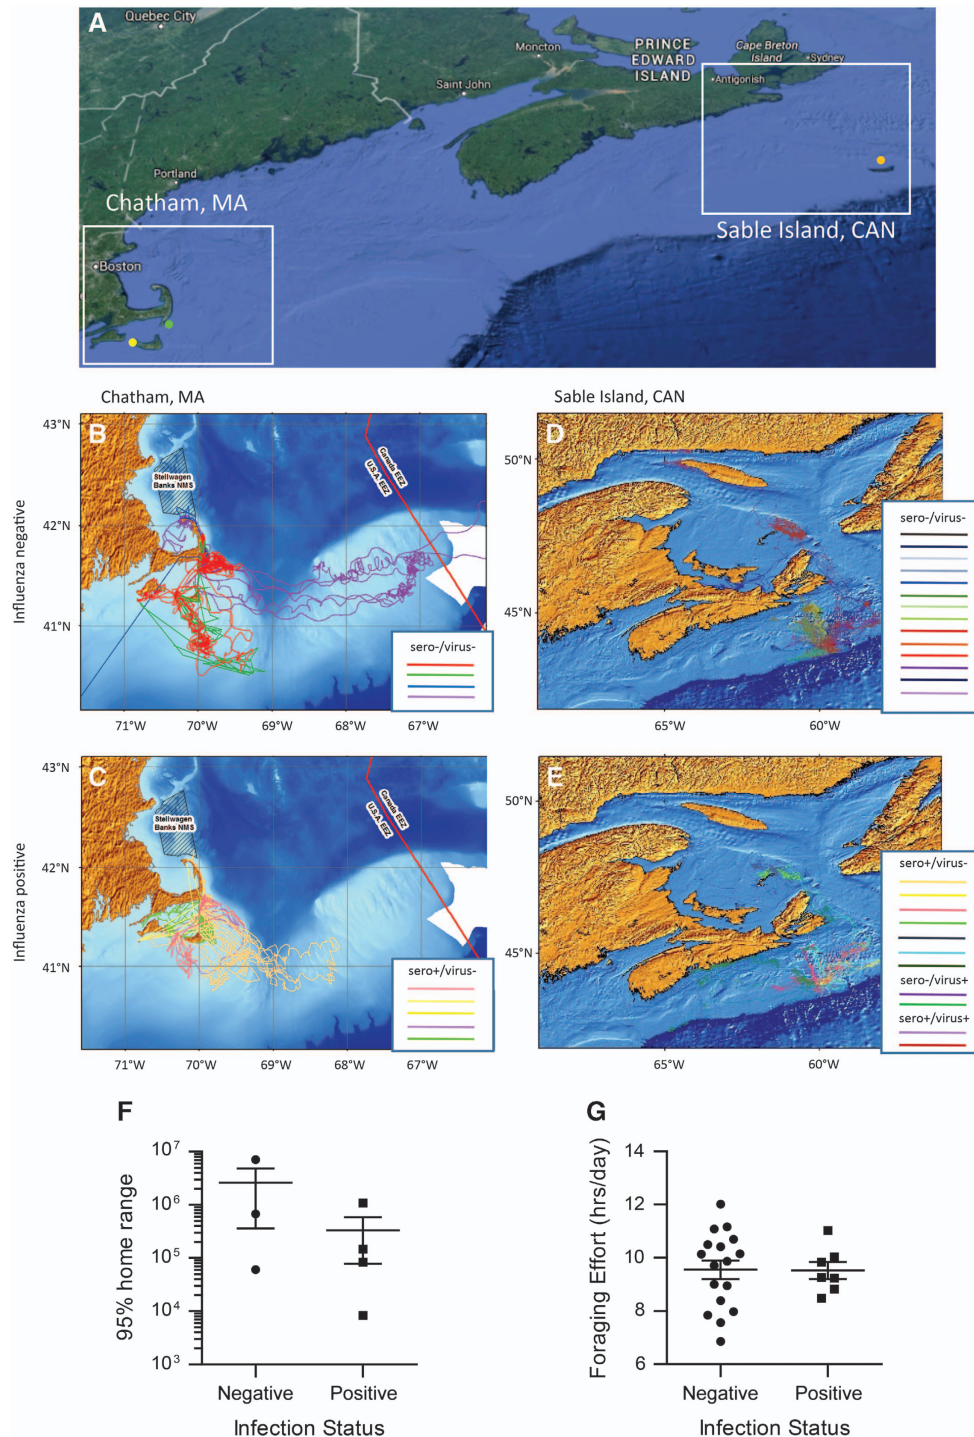 A
Quebec City
Moncton
PRINCE
EDWARD
ISLAND
Cape Breton
Island
Sydney
Antigonish
Saint John
Portland
Chatham, MA
Boston
Sable Island, CAN
Chatham, MA
Sable Island, CAN
Influenza negative
B
43°N
42°N
41°N
Stellwagen
Banks NMS
Canada EEZ
U.S.A. EEZ
sero-/virus-
71°W 70°W 69°W 68°W 67°W
D
50°N
45°N
sero-/virus-
65°W 60°W
Influenza positive
C
43°N
42°N
41°N
Stellwagen
Banks NMS
Canada EEZ
U.S.A. EEZ
sero+/virus-
71°W 70°W 69°W 68°W 67°W
E
50°N
45°N
sero+/virus-
sero-/virus+
sero+/virus+
65°W 60°W
F
95% home range
10⁷
10⁶
10⁵
10⁴
10³
Negative Positive
Infection Status
G
Foraging Effort (hrs/day)
14
12
10
8
6
Negative Positive
Infection Status